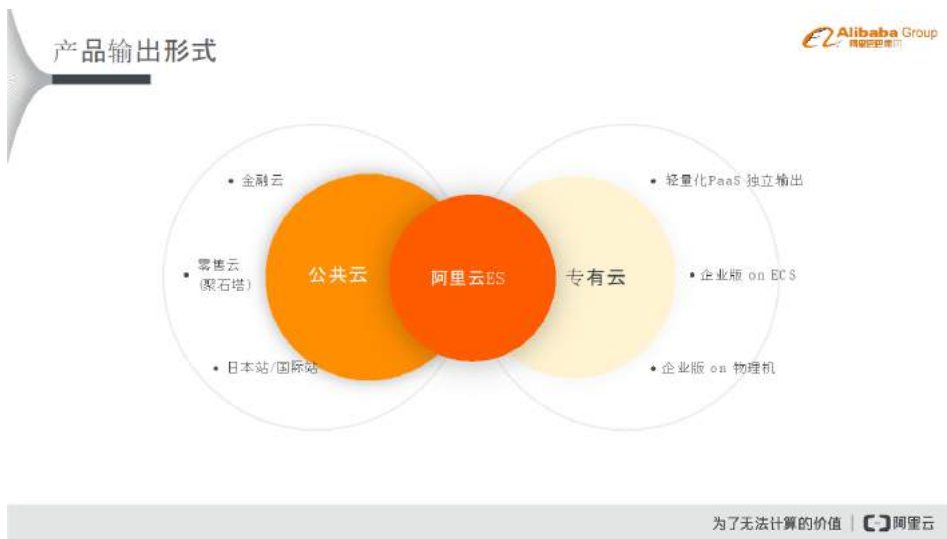 产品输出形式
Alibaba Group
阿里巴巴集团
• 金融云
• 轻量化PaaS 独立输出
• 零售云
(聚石塔)
公共云
阿里云ES
专有云
• 企业版 on ECS
• 日本站/国际站
• 企业版 on 物理机
为了无法计算的价值 | 阿里云